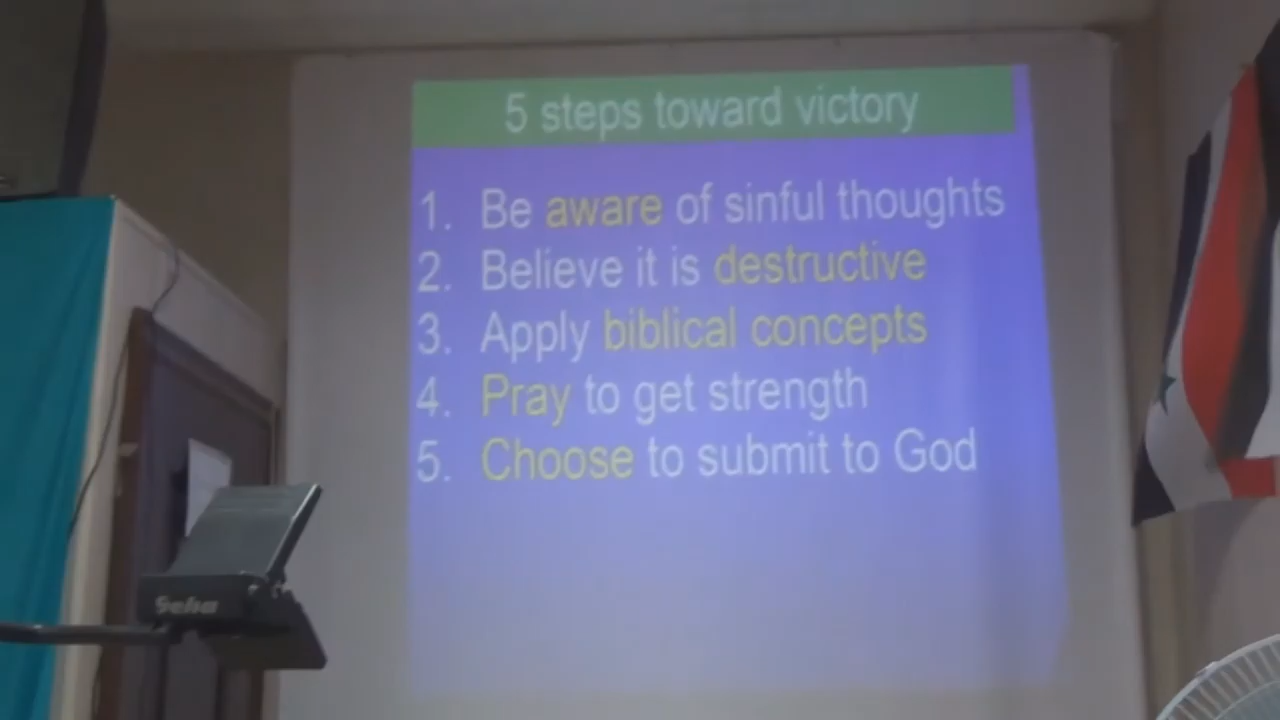 5 steps toward victory
1. Be aware of sinful thoughts
2. Believe it is destructive
3. Apply biblical concepts
4. Pray to get strength
5. Choose to submit to God